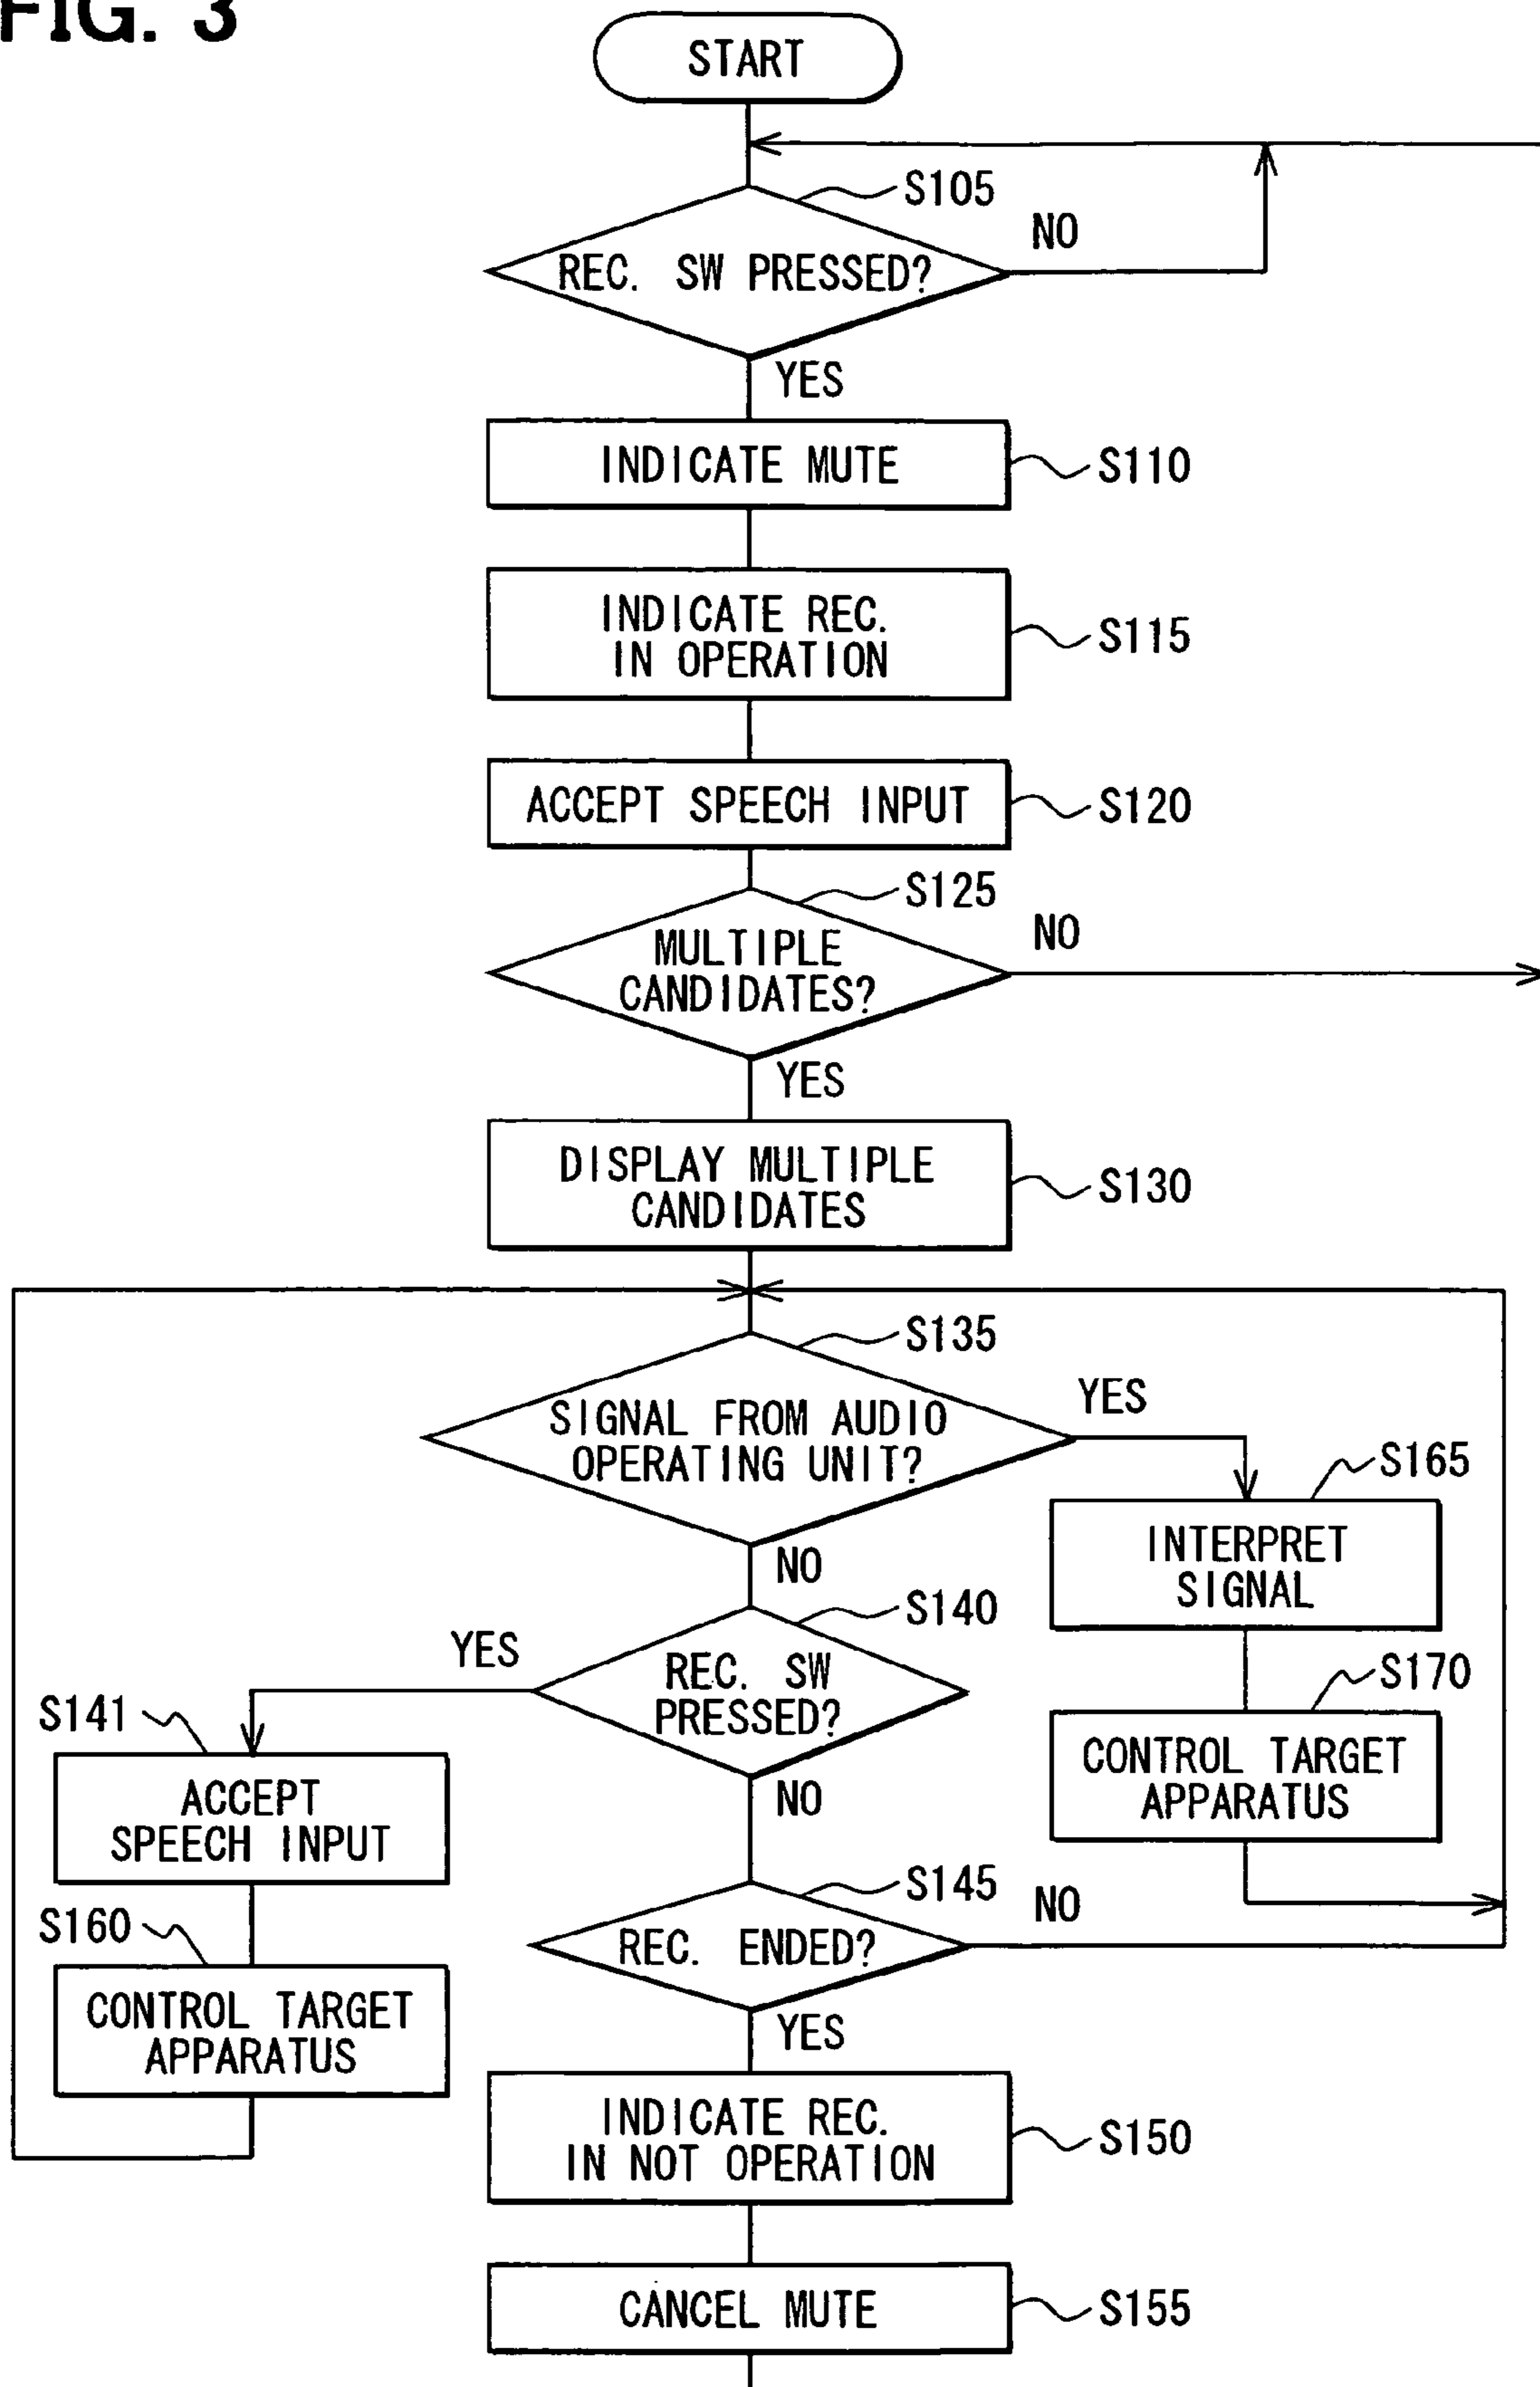 FIG. 3
START
S105
REC. SW PRESSED?
NO
YES
INDICATE MUTE
S110
INDICATE REC.
IN OPERATION
S115
ACCEPT SPEECH INPUT
S120
S125
MULTIPLE
CANDIDATES?
NO
YES
DISPLAY MULTIPLE
CANDIDATES
S130
S135
SIGNAL FROM AUDIO
OPERATING UNIT?
YES
NO
S165
INTERPRET
SIGNAL
S140
REC. SW
PRESSED?
YES
NO
S170
CONTROL TARGET
APPARATUS
S141
ACCEPT
SPEECH INPUT
S145
REC. ENDED?
NO
YES
S160
CONTROL TARGET
APPARATUS
INDICATE REC.
IN NOT OPERATION
S150
CANCEL MUTE
S155